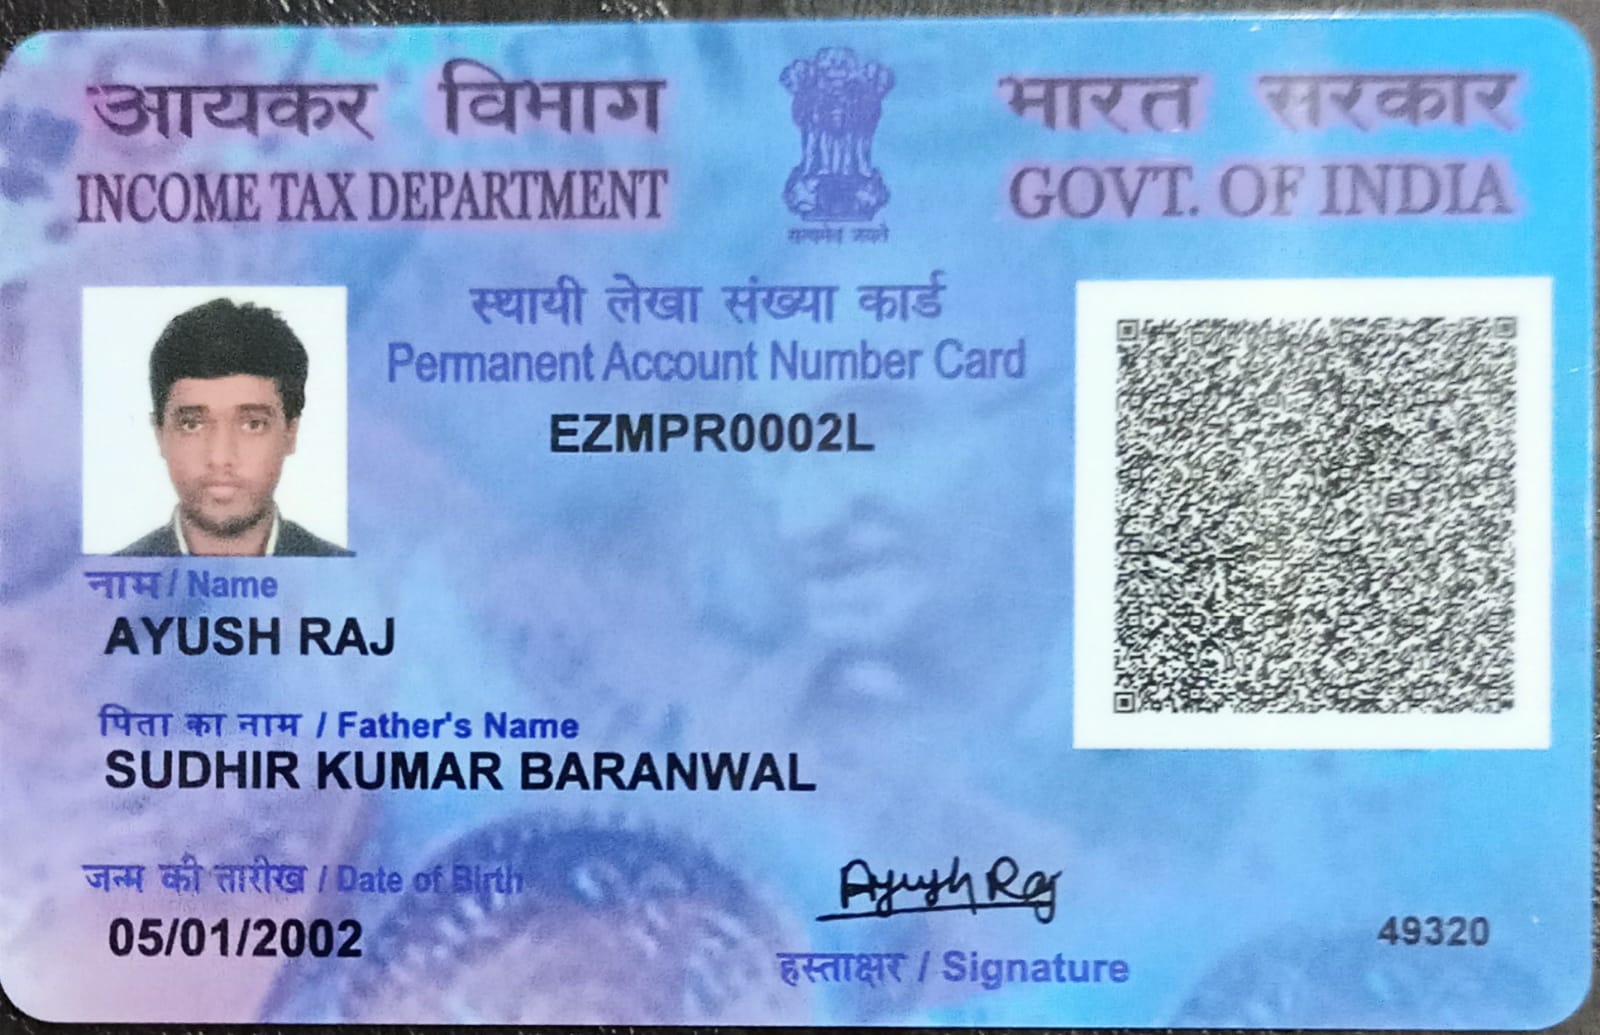 आयकर विभाग
INCOME TAX DEPARTMENT
सत्यमेव जयते
भारत सरकार
GOVT. OF INDIA
स्थायी लेखा संख्या कार्ड
Permanent Account Number Card
EZMPR0002L
नाम / Name
AYUSH RAJ
पिता का नाम / Father's Name
SUDHIR KUMAR BARANWAL
जन्म की तारीख / Date of Birth
05/01/2002
Ayush Raj
हस्ताक्षर / Signature
49320